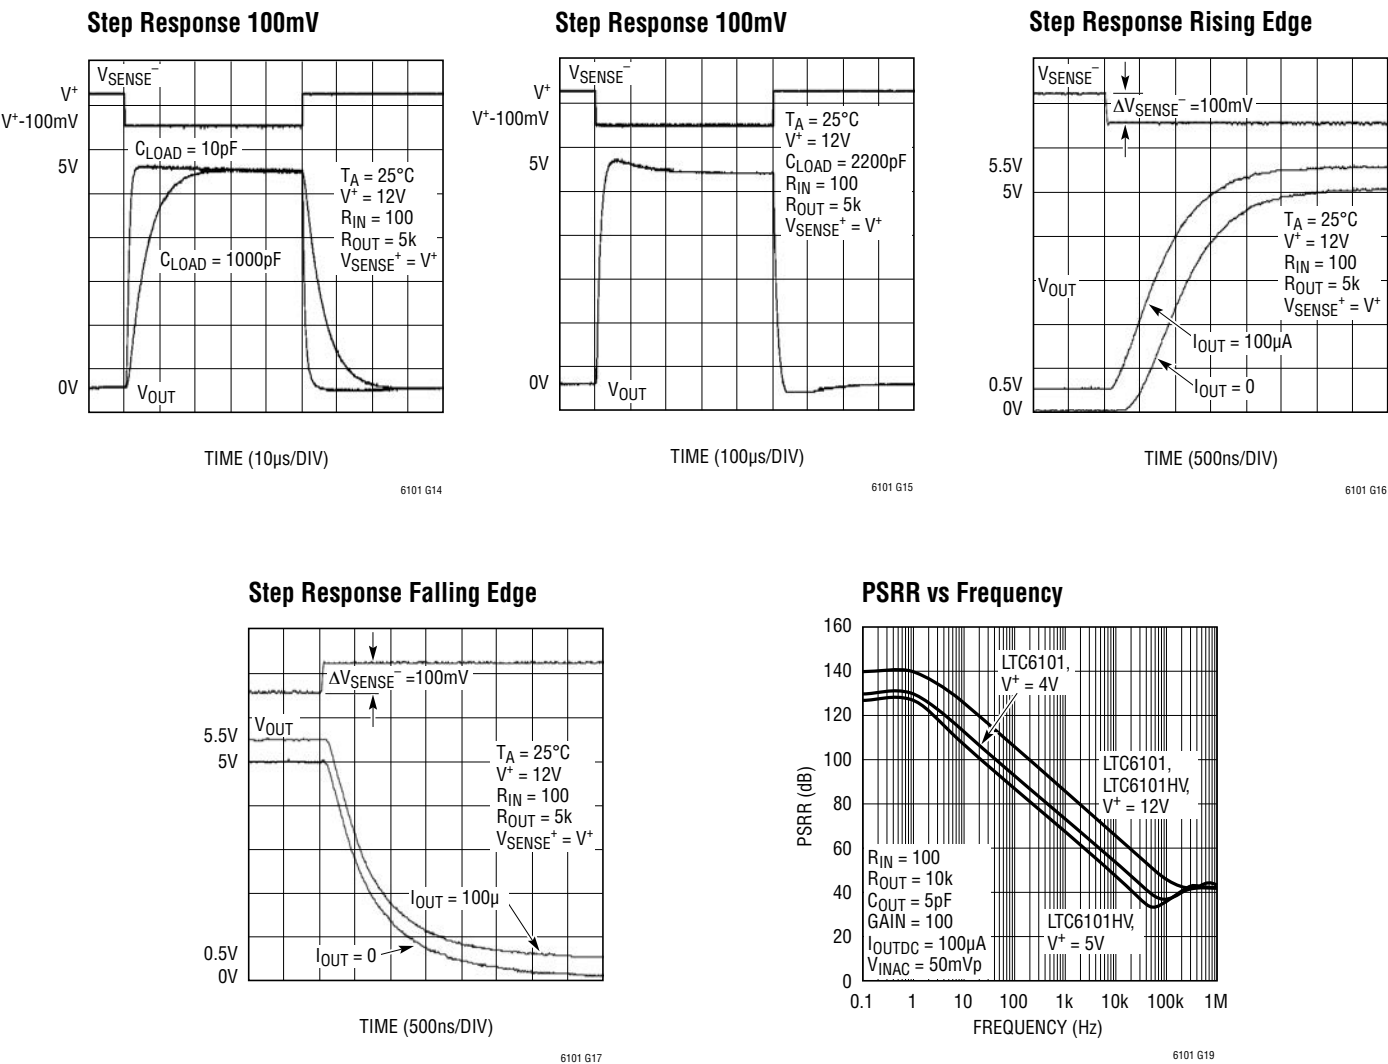 Step Response 100mV
VSENSE–
V+
V+-100mV
CLOAD = 10pF
5V
TA = 25°C
V+ = 12V
RIN = 100
ROUT = 5k
VSENSE+ = V+
CLOAD = 1000pF
0V
VOUT
TIME (10µs/DIV)
6101 G14
Step Response 100mV
VSENSE–
V+
V+-100mV
5V
TA = 25°C
V+ = 12V
CLOAD = 2200pF
RIN = 100
ROUT = 5k
VSENSE+ = V+
0V
VOUT
TIME (100µs/DIV)
6101 G15
Step Response Rising Edge
VSENSE–
ΔVSENSE– =100mV
5.5V
5V
TA = 25°C
V+ = 12V
RIN = 100
ROUT = 5k
VSENSE+ = V+
VOUT
IOUT = 100µA
IOUT = 0
0.5V
0V
TIME (500ns/DIV)
6101 G16
Step Response Falling Edge
ΔVSENSE– =100mV
VOUT
5.5V
5V
TA = 25°C
V+ = 12V
RIN = 100
ROUT = 5k
VSENSE+ = V+
IOUT = 100µ
IOUT = 0
0.5V
0V
TIME (500ns/DIV)
6101 G17
PSRR vs Frequency
PSRR (dB)
160
140
120
100
80
60
40
20
0
LTC6101,
V+ = 4V
LTC6101,
LTC6101HV,
V+ = 12V
RIN = 100
ROUT = 10k
COUT = 5pF
GAIN = 100
IOUTDC = 100µA
VINAC = 50mVp
LTC6101HV,
V+ = 5V
0.1 1 10 100 1k 10k 100k 1M
FREQUENCY (Hz)
6101 G19